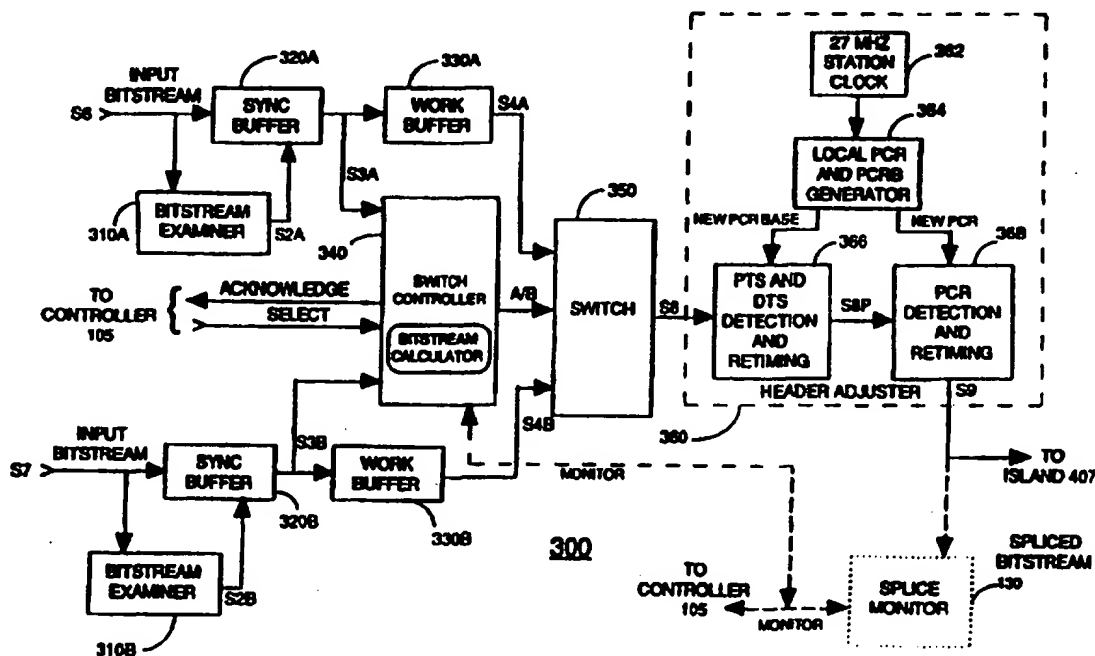 27 MHZ
STATION
CLOCK
362
320A
330A
INPUT
BITSTREAM
S6
SYNC
BUFFER
WORK
BUFFER
S4A
364
LOCAL PCR
AND PCRB
GENERATOR
S3A
350
310A
BITSTREAM
EXAMINER
S2A
340
NEW PCR BASE
NEW PCR
366
368
SWITCH
CONTROLLER
A/B
SWITCH
S8
PTS AND
DTS
DETECTION
AND
RETIMING
S8P
PCR
DETECTION
AND
RETIMING
TO
CONTROLLER
105
{
ACKNOWLEDGE
SELECT
BITSTREAM
CALCULATOR
HEADER ADJUSTER
S9
360
INPUT
BITSTREAM
S7
SYNC
BUFFER
S3B
WORK
BUFFER
S4B
MONITOR
TO
ISLAND 407
320B
330B
300
BITSTREAM
EXAMINER
S2B
310B
SPLICED
BITSTREAM
TO
CONTROLLER
105
MONITOR
SPLICE
MONITOR
430